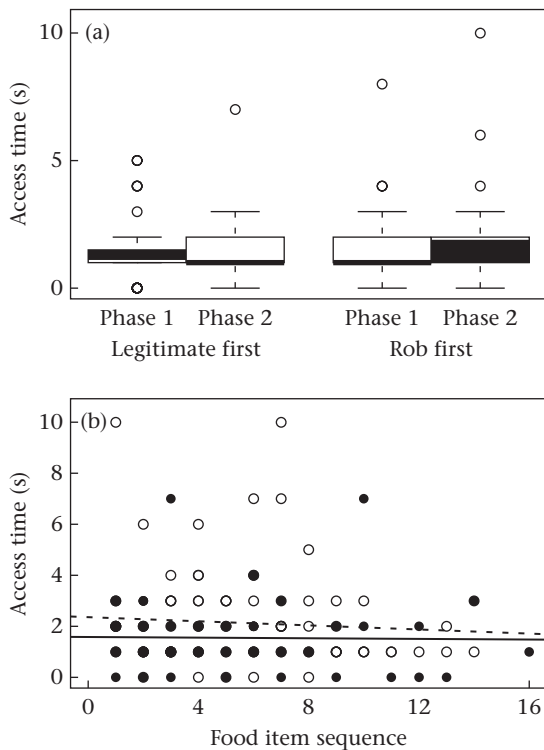 (a)
10
5
0
Access time (s)
Phase 1 Phase 2 Phase 1 Phase 2
Legitimate first Rob first
(b)
10
8
6
4
2
0
Access time (s)
0 4 8 12 16
Food item sequence